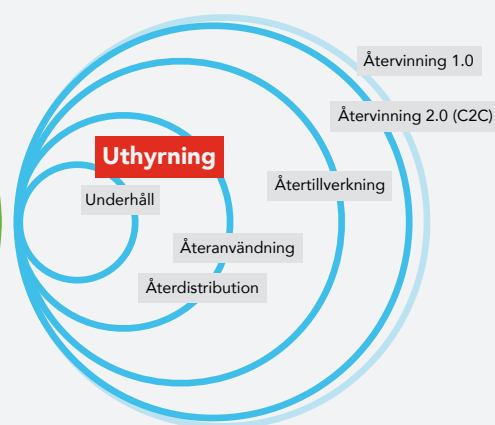 Återvinning 1.0
Återvinning 2.0 (C2C)
Uthyrning
Återtillverkning
Underhåll
Återanvändning
Återdistribution